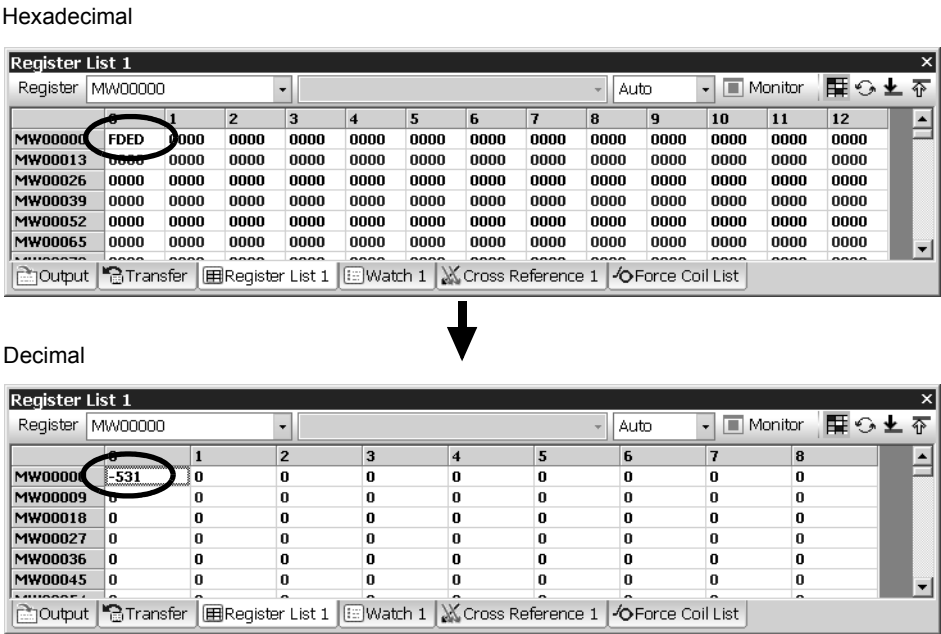 Hexadecimal
Register List 1
Register MW00000 Auto Monitor
0 1 2 3 4 5 6 7 8 9 10 11 12
MW00000 FDED 0000 0000 0000 0000 0000 0000 0000 0000 0000 0000 0000 0000
MW00013 0000 0000 0000 0000 0000 0000 0000 0000 0000 0000 0000 0000 0000
MW00026 0000 0000 0000 0000 0000 0000 0000 0000 0000 0000 0000 0000 0000
MW00039 0000 0000 0000 0000 0000 0000 0000 0000 0000 0000 0000 0000 0000
MW00052 0000 0000 0000 0000 0000 0000 0000 0000 0000 0000 0000 0000 0000
MW00065 0000 0000 0000 0000 0000 0000 0000 0000 0000 0000 0000 0000 0000
Output Transfer Register List 1 Watch 1 Cross Reference 1 Force Coil List
Decimal
Register List 1
Register MW00000 Auto Monitor
0 1 2 3 4 5 6 7 8
MW00000 -531 0 0 0 0 0 0 0 0
MW00009 0 0 0 0 0 0 0 0 0
MW00018 0 0 0 0 0 0 0 0 0
MW00027 0 0 0 0 0 0 0 0 0
MW00036 0 0 0 0 0 0 0 0 0
MW00045 0 0 0 0 0 0 0 0 0
Output Transfer Register List 1 Watch 1 Cross Reference 1 Force Coil List